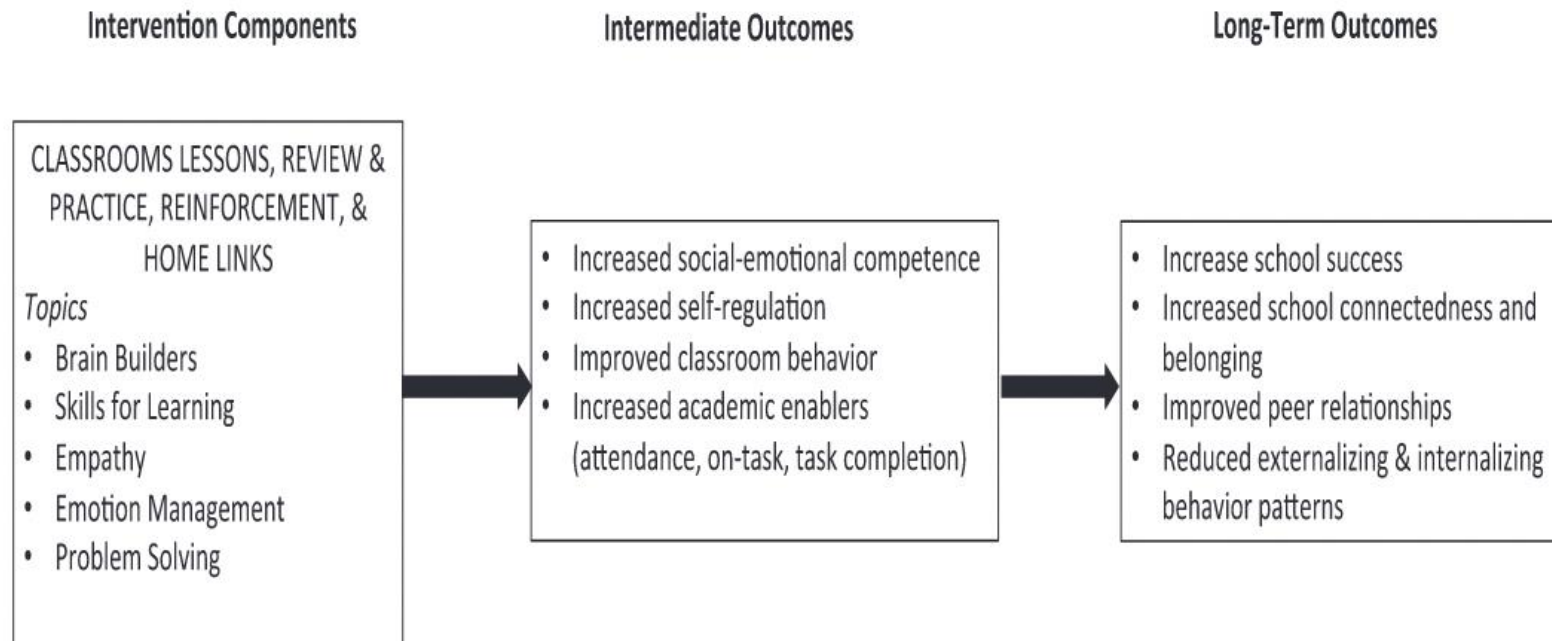 Intervention Components
Intermediate Outcomes
Long-Term Outcomes
CLASSROOMS LESSONS, REVIEW &
PRACTICE, REINFORCEMENT, &
HOME LINKS
Topics
• Brain Builders
• Skills for Learning
• Empathy
• Emotion Management
• Problem Solving
• Increased social-emotional competence
• Increased self-regulation
• Improved classroom behavior
• Increased academic enablers
(attendance, on-task, task completion)
• Increase school success
• Increased school connectedness and
belonging
• Improved peer relationships
• Reduced externalizing & internalizing
behavior patterns